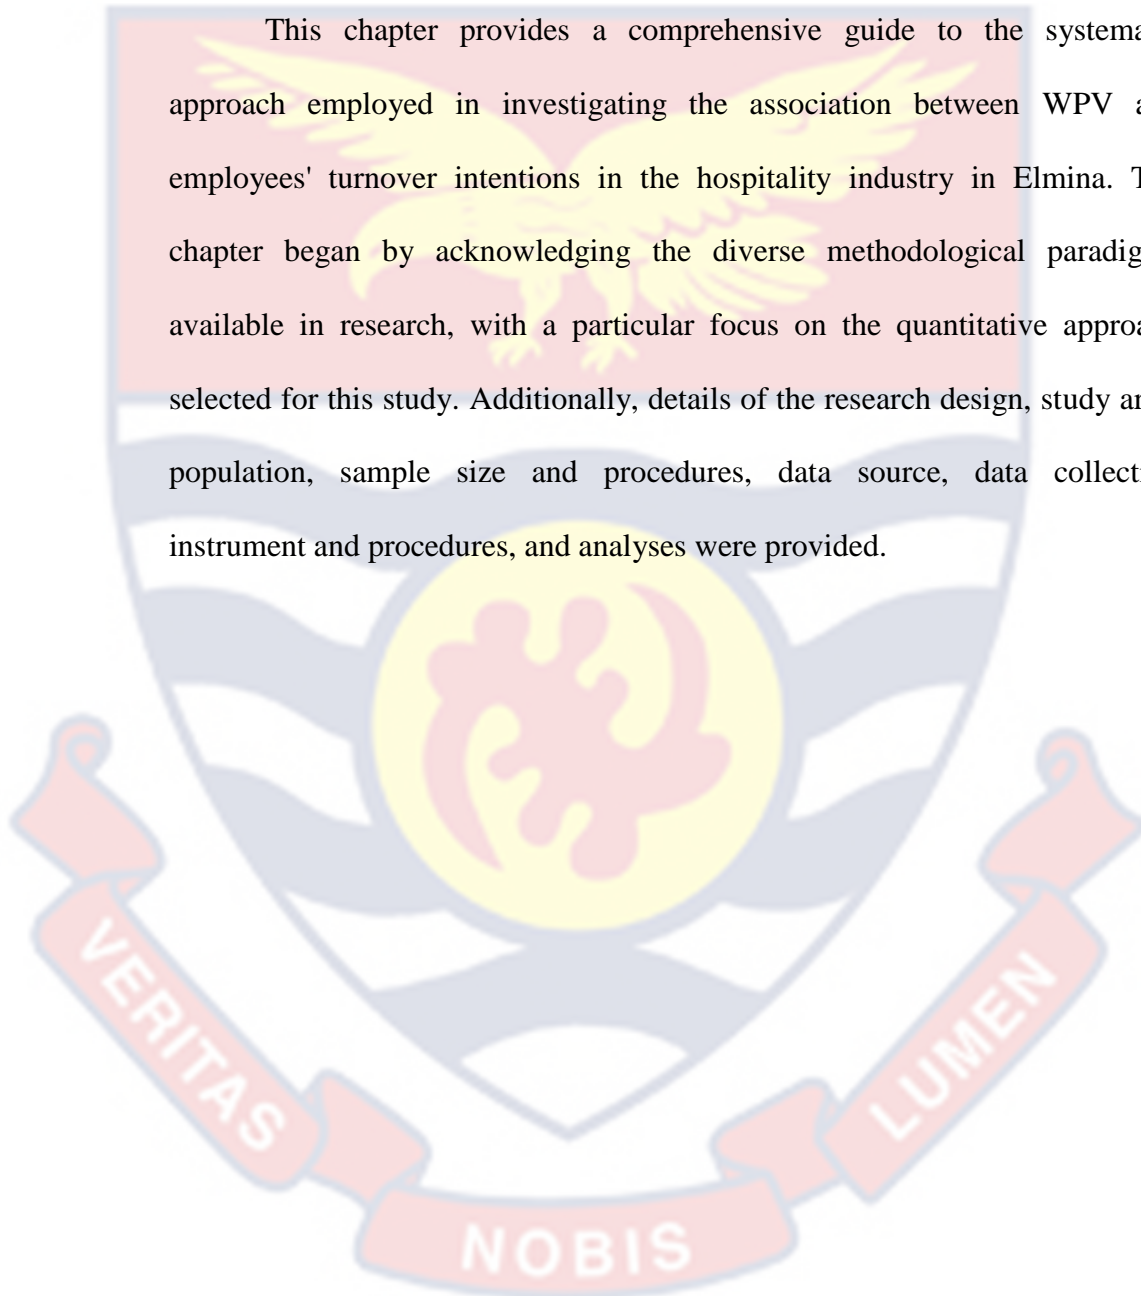 This chapter provides a comprehensive guide to the systema
approach employed in investigating the association between WPV a
employees' turnover intentions in the hospitality industry in Elmina. T
chapter began by acknowledging the diverse methodological paradig
available in research, with a particular focus on the quantitative approa
selected for this study. Additionally, details of the research design, study ar
population, sample size and procedures, data source, data collecti
instrument and procedures, and analyses were provided.
VERITAS
NOBIS
LUMEN